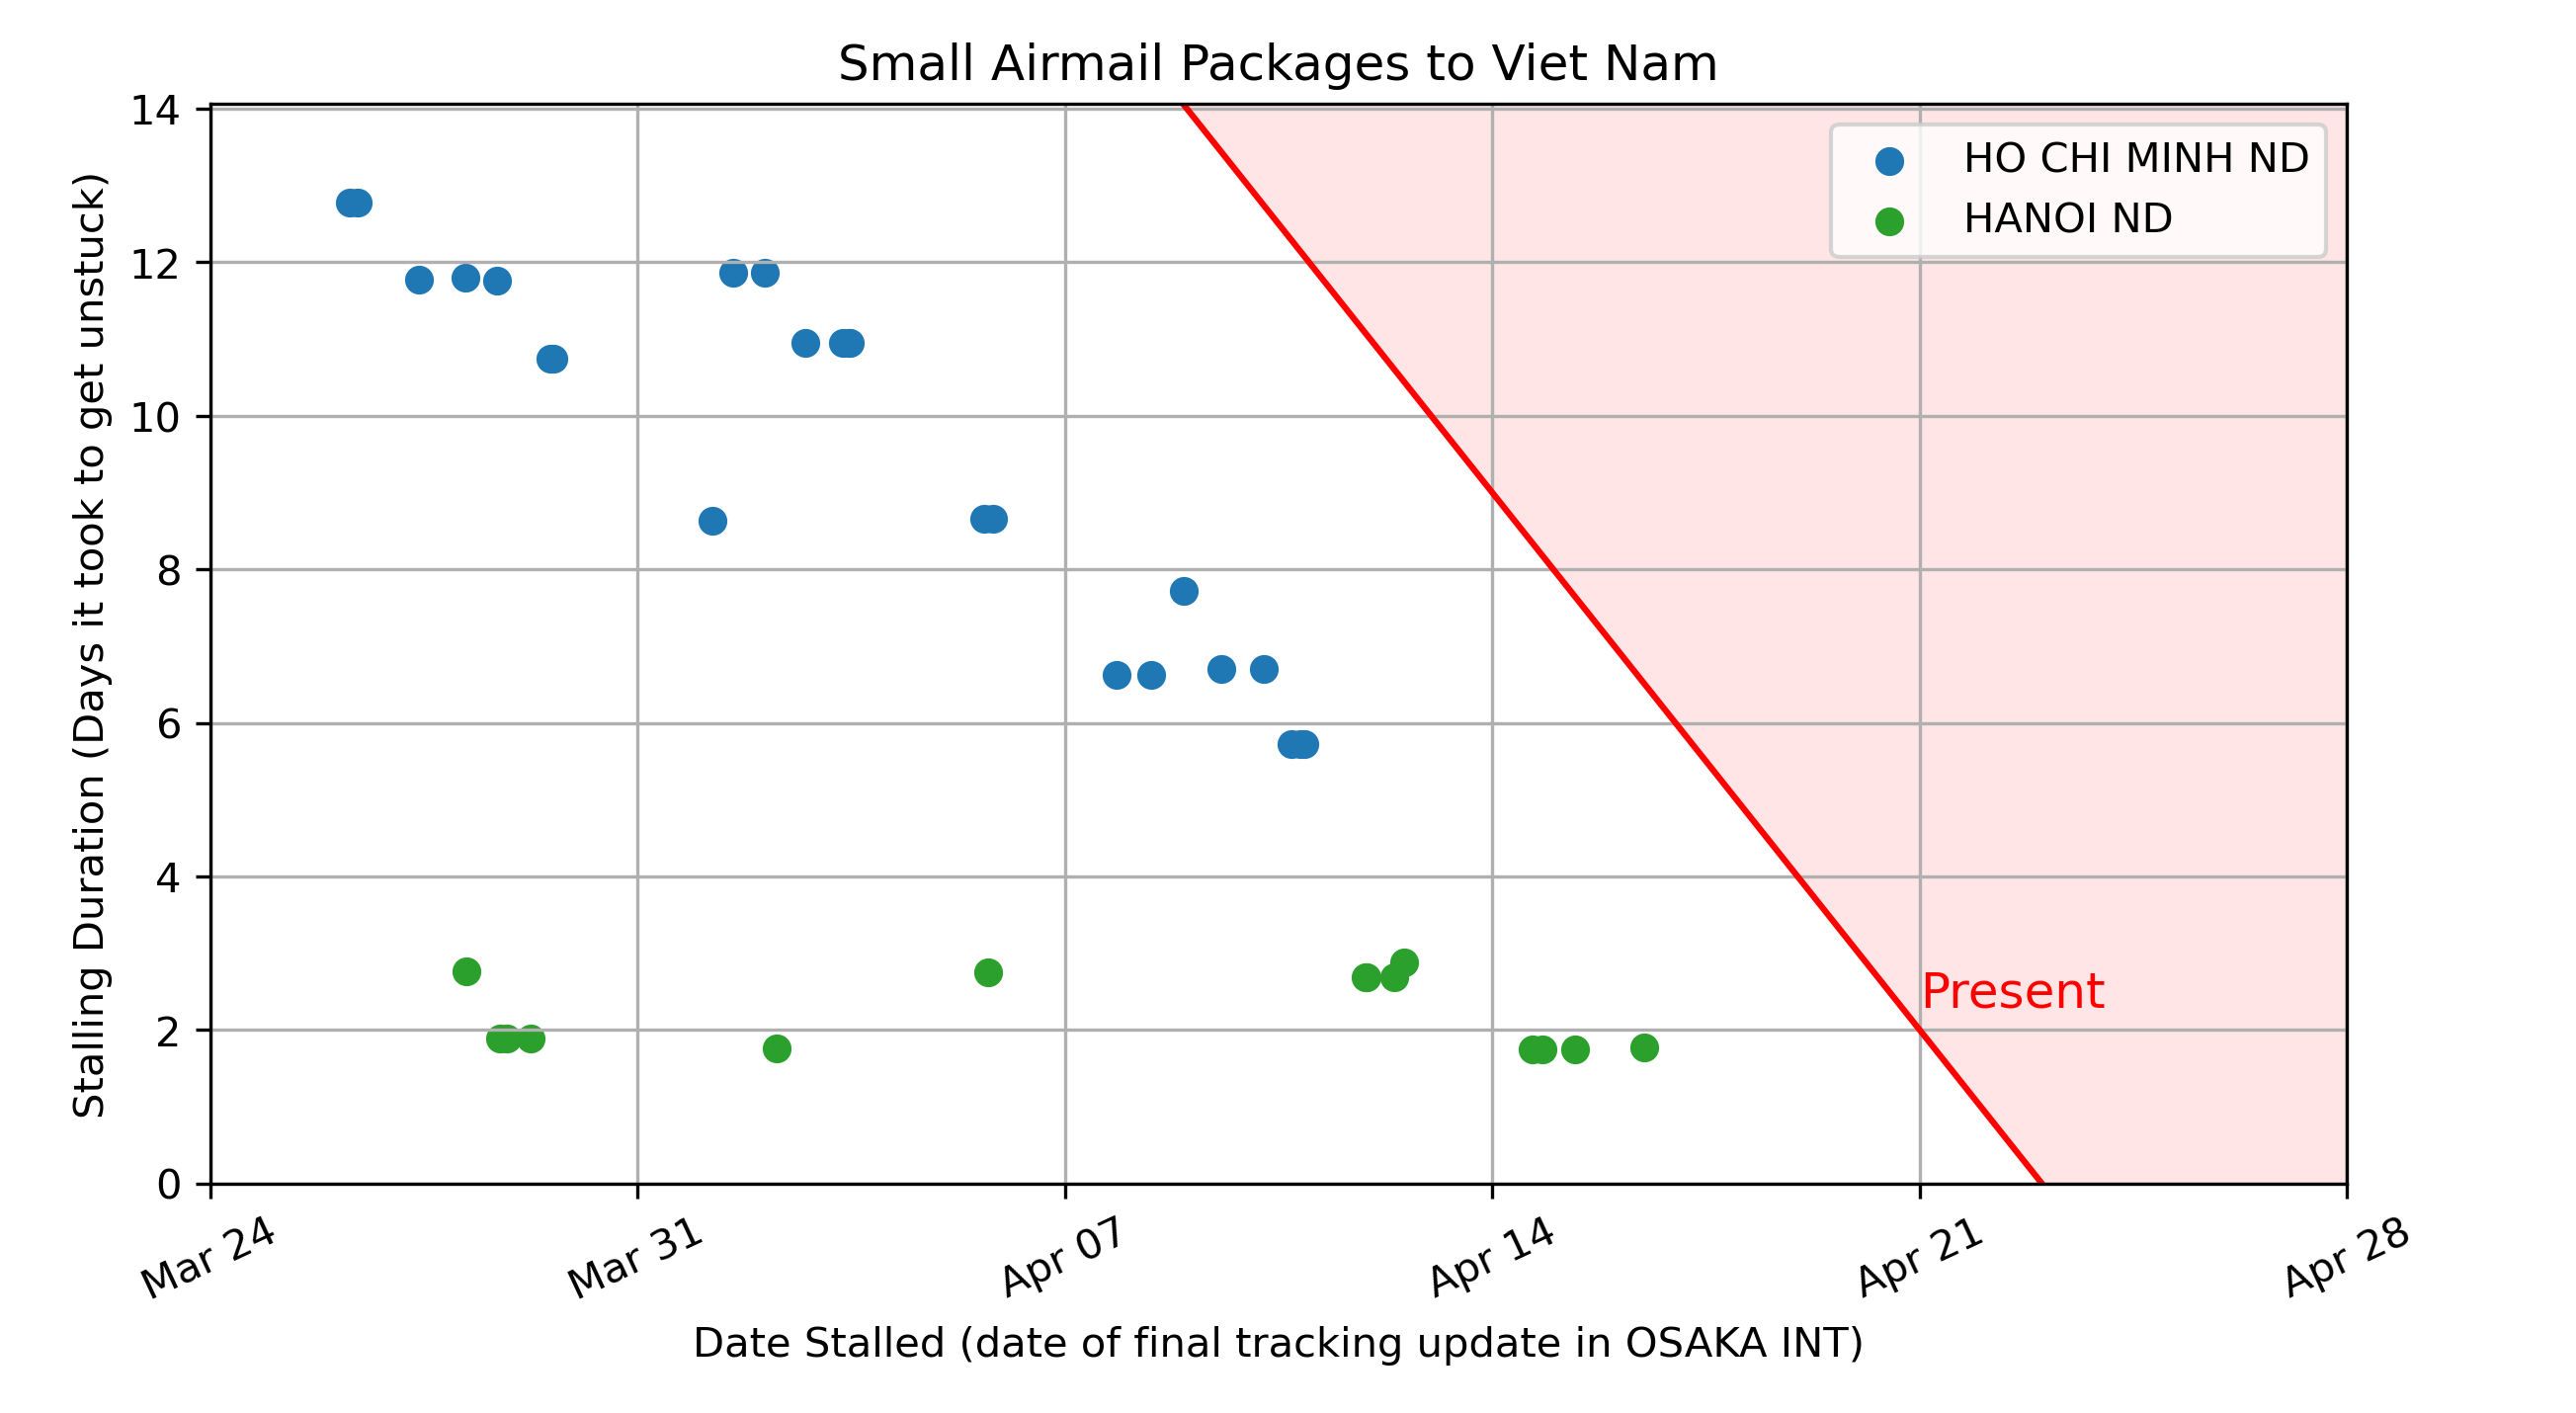 Small Airmail Packages to Viet Nam
Stalling Duration (Days it took to get unstuck)
14
12
10
8
6
4
2
0
HO CHI MINH ND
HANOI ND
Present
Mar 24
Mar 31
Apr 07
Apr 14
Apr 21
Apr 28
Date Stalled (date of final tracking update in OSAKA INT)